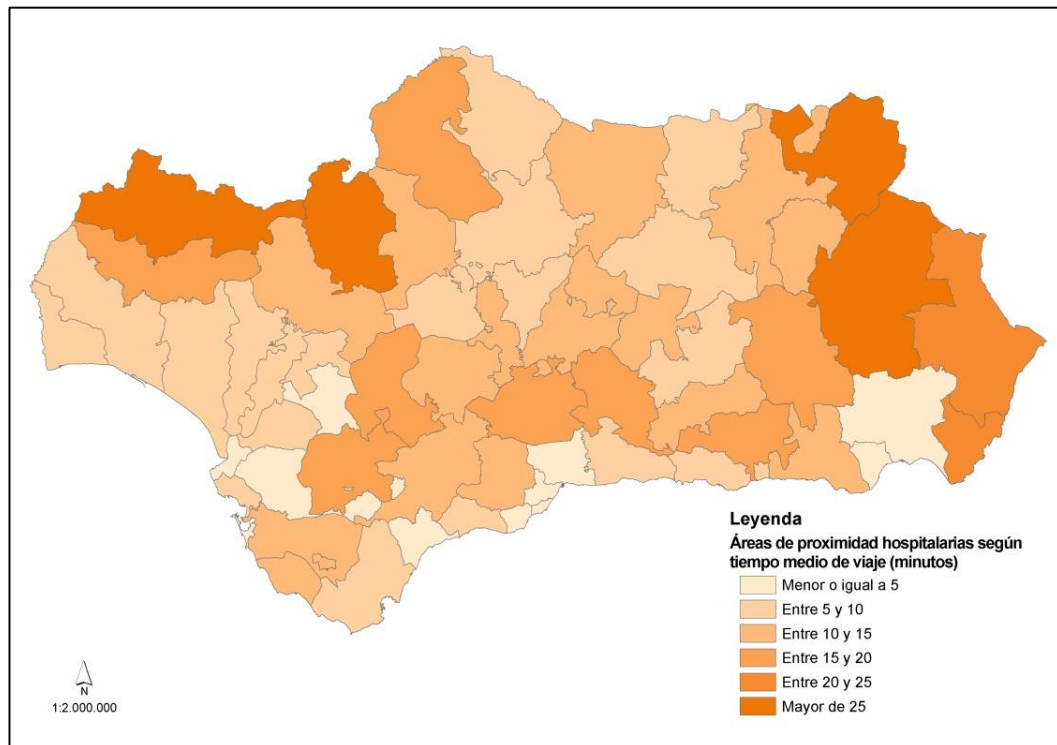 Leyenda
Áreas de proximidad hospitalarias según
tiempo medio de viaje (minutos)
Menor o igual a 5
Entre 5 y 10
Entre 10 y 15
Entre 15 y 20
Entre 20 y 25
Mayor de 25
N
1:2.000.000